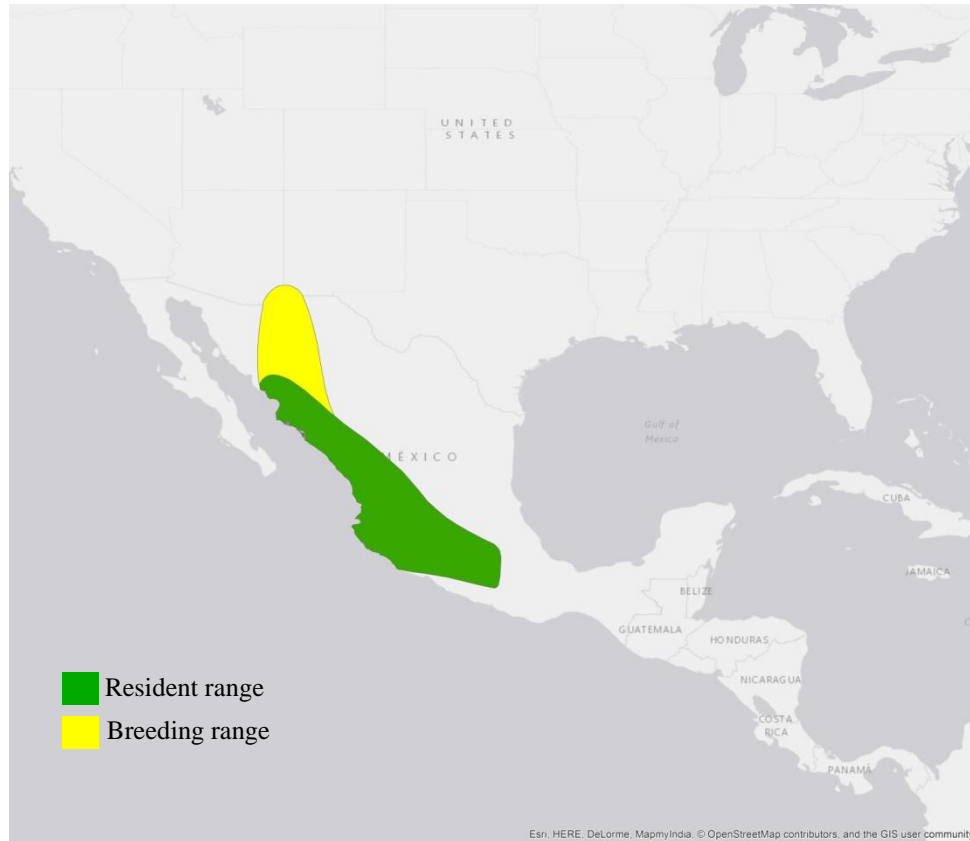 UNITED
STATES
Gulf of
Mexico
MÉXICO
CUBA
JAMAICA
BELIZE
GUATEMALA
HONDURAS
NICARAGUA
COSTA
RICA
PANAMÁ
Resident range
Breeding range
Esri, HERE, DeLorme, MapmyIndia, © OpenStreetMap contributors, and the GIS user community